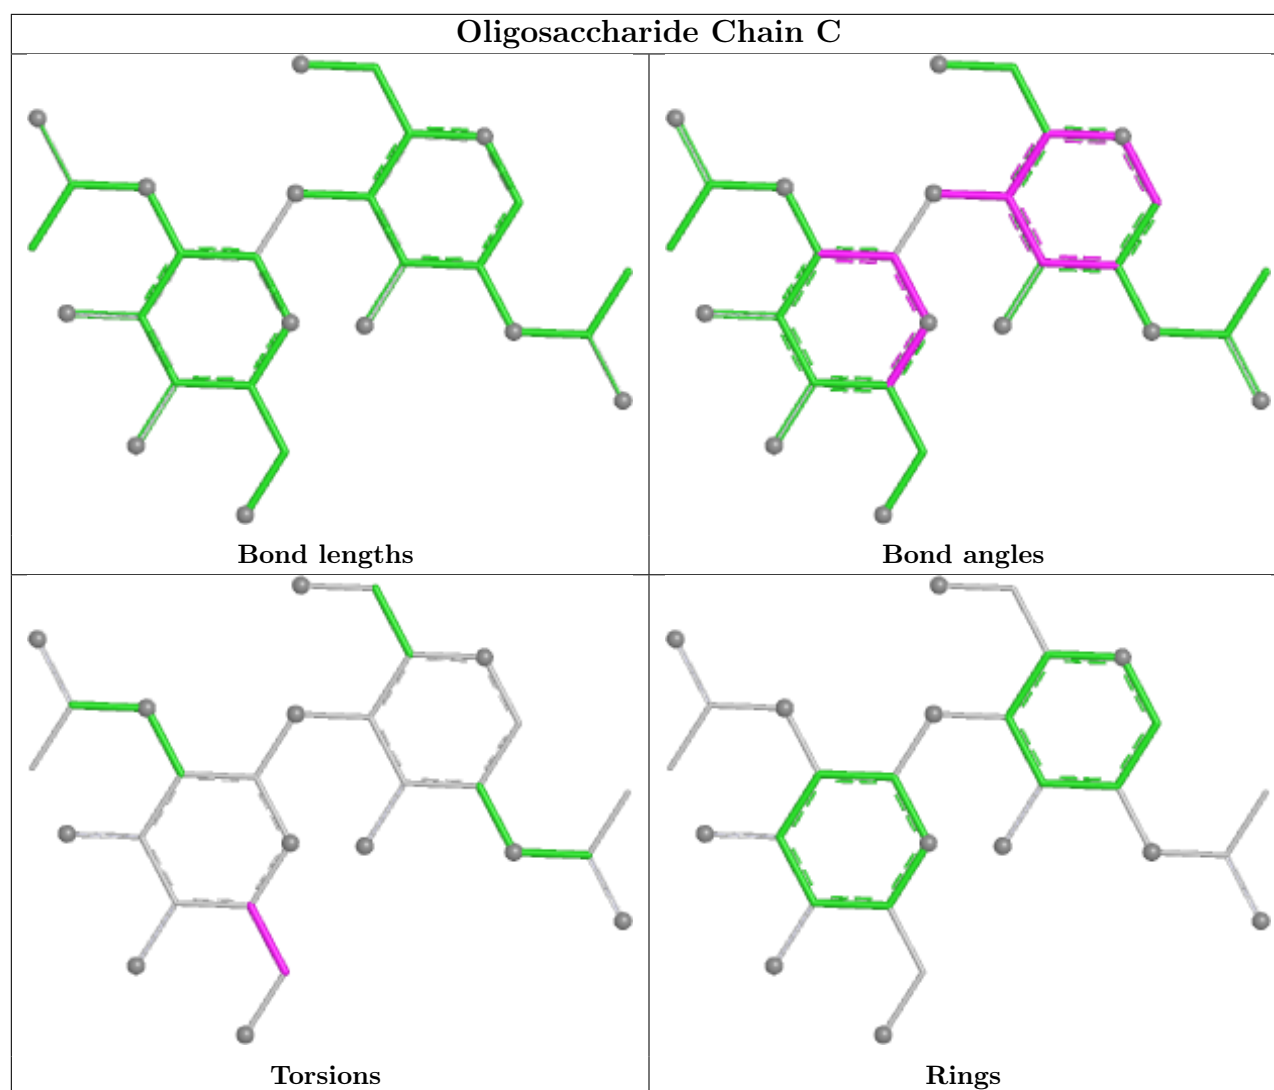 Oligosaccharide Chain C
Bond lengths
Bond angles
Torsions
Rings